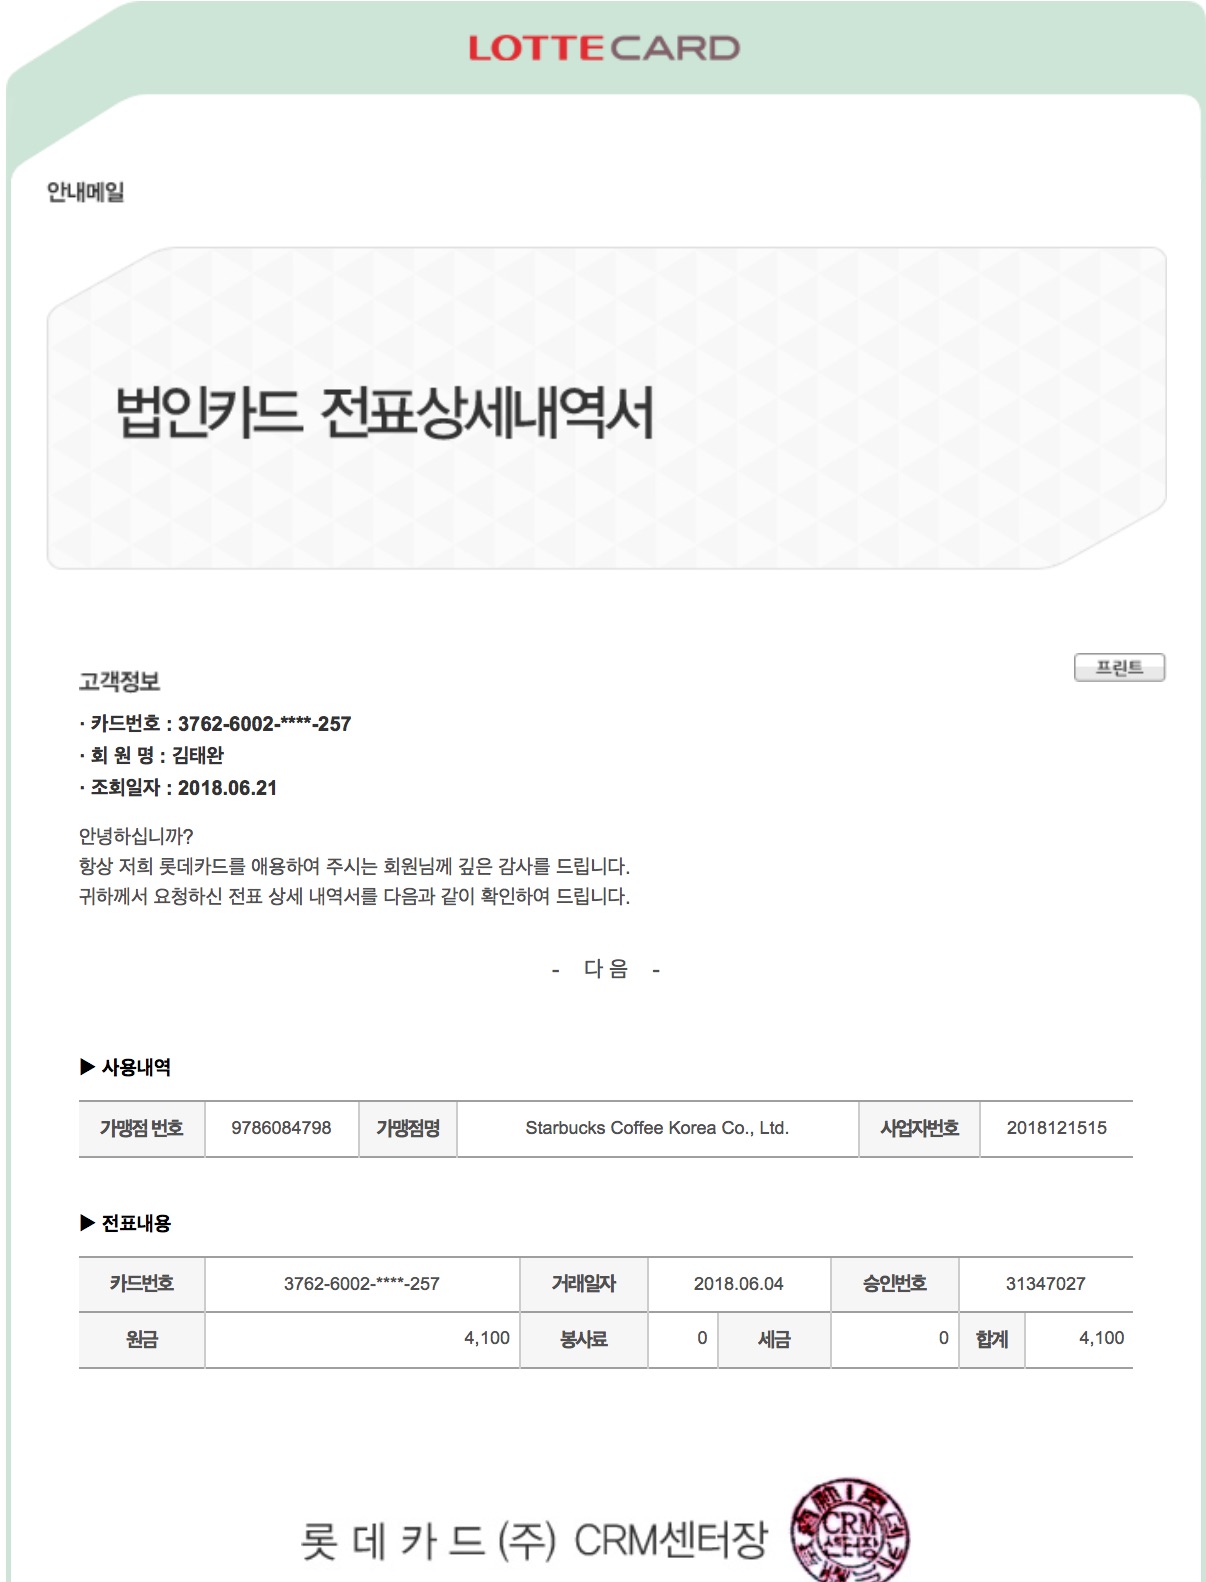 LOTTE CARD
안내메일
법인카드 전표상세내역서
프린트
고객정보
· 카드번호 : 3762-6002-****-257
· 회 원 명 : 김태완
· 조회일자 : 2018.06.21
안녕하십니까?
항상 저희 롯데카드를 애용하여 주시는 회원님께 깊은 감사를 드립니다.
귀하께서 요청하신 전표 상세 내역서를 다음과 같이 확인하여 드립니다.
- 다 음 -
▶ 사용내역
가맹점 번호 9786084798 가맹점명 Starbucks Coffee Korea Co., Ltd. 사업자번호 2018121515
▶ 전표내용
카드번호 3762-6002-****-257 거래일자 2018.06.04 승인번호 31347027
원금 4,100 봉사료 0 세금 0 합계 4,100
롯 데 카 드 (주) CRM센터장
CRM
센터장